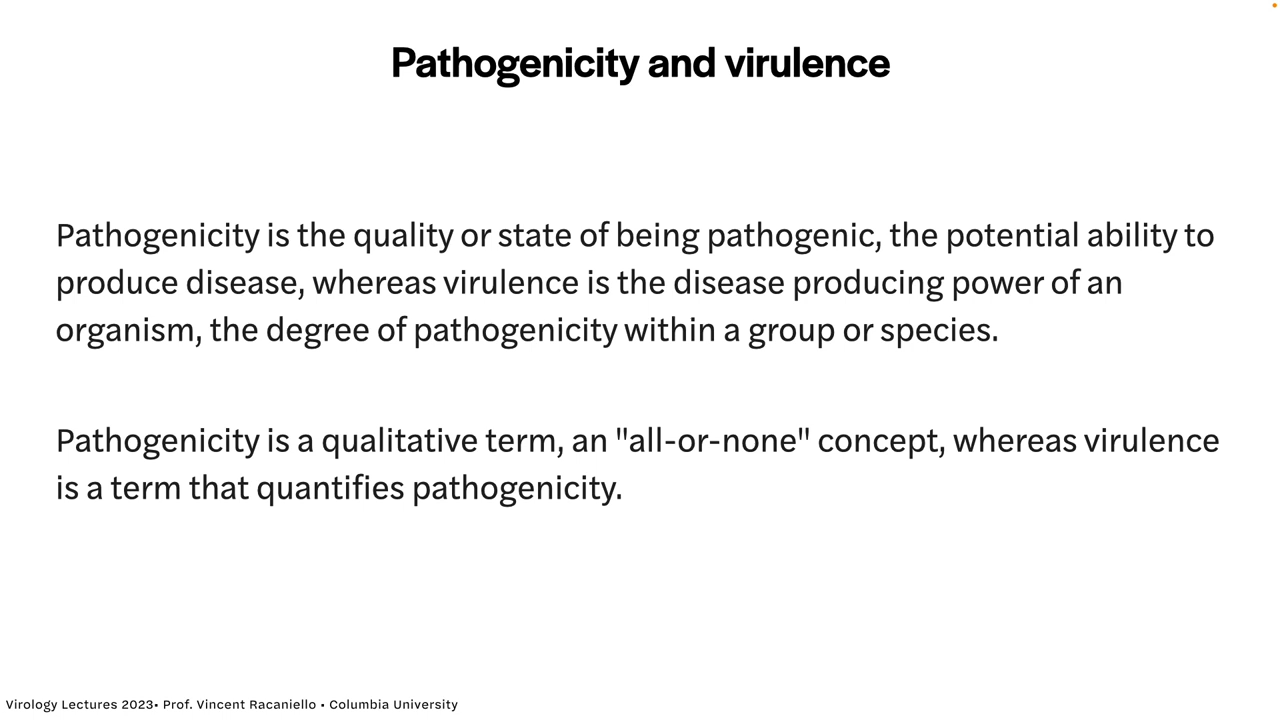 Pathogenicity and virulence
Pathogenicity is the quality or state of being pathogenic, the potential ability to
produce disease, whereas virulence is the disease producing power of an
organism, the degree of pathogenicity within a group or species.
Pathogenicity is a qualitative term, an "all-or-none" concept, whereas virulence
is a term that quantifies pathogenicity.
Virology Lectures 2023• Prof. Vincent Racaniello • Columbia University